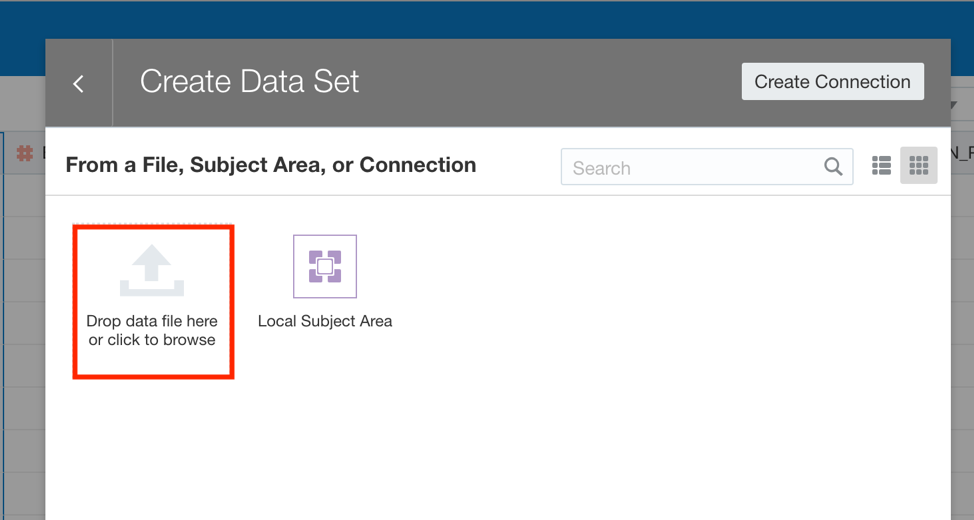 Create Data Set
Create Connection
From a File, Subject Area, or Connection
Search
Drop data file here
or click to browse
Local Subject Area